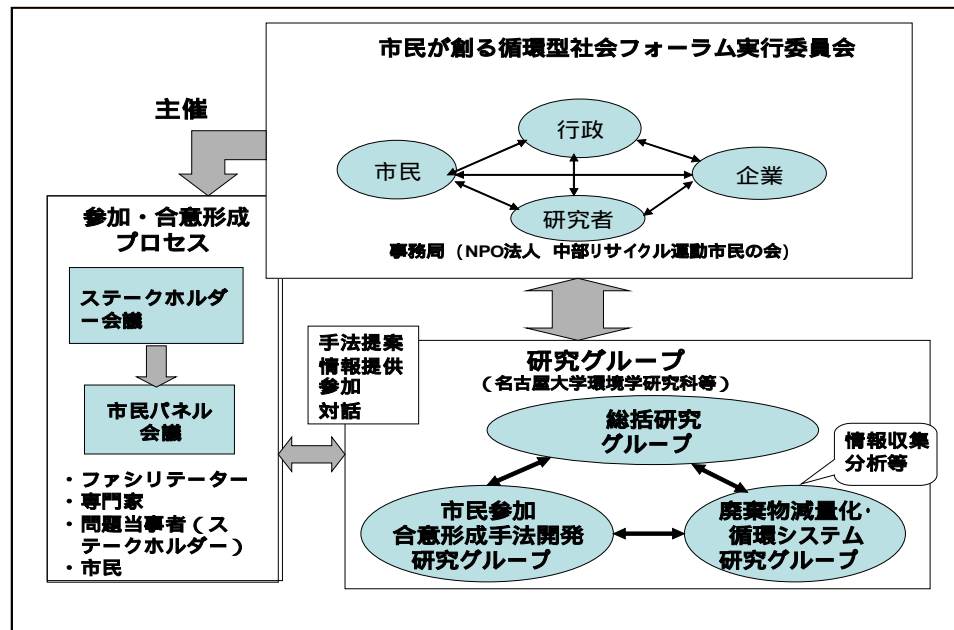 市民が創る循環型社会フォーラム実行委員会
主催
行政
市民
企業
研究者
事務局（NPO法人 中部リサイクル運動市民の会）
参加・合意形成
プロセス
ステークホルダ
ー会議
市民パネル
会議
・ファシリテーター
・専門家
・問題当事者（ス
テークホルダー）
・市民
手法提案
情報提供
参加
対話
研究グループ
（名古屋大学環境学研究科等）
総括研究
グループ
情報収集
分析等
市民参加
合意形成手法開発
研究グループ
廃棄物減量化・
循環システム
研究グループ